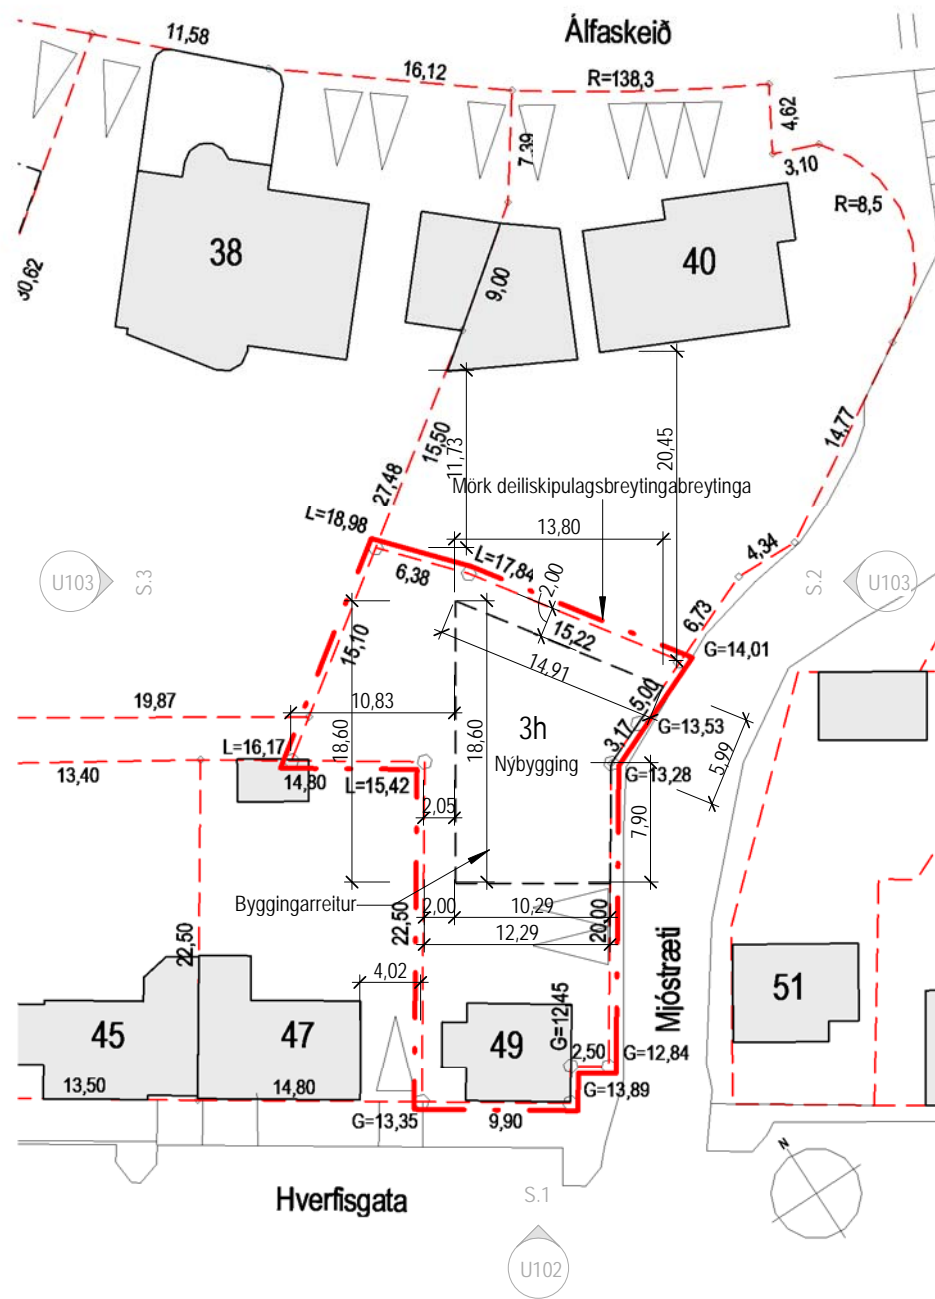 Álfaskeið
11,58
16,12
R=138,3
4,62
7,39
3,10
R=8,5
38
40
30,62
9,00
14,77
15,50
11,73
20,45
27,48
Mörk deiliskipulagsbreytingabreytinga
L=18,98
13,80
4,34
L=17,84
6,38
2,00
U103
S.3
S.2
U103
6,73
15,10
15,22
G=14,01
14,91
5,00
19,87
10,83
3h
G=13,53
3,17
18,60
18,60
Nýbygging
5,99
L=16,17
13,40
14,80
L=15,42
G=13,28
2,05
7,90
Byggingarreitur
22,50
22,50
2,00
10,29
20,00
12,29
4,02
51
Mjóstræti
45
47
49
G=12,45
G=12,84
2,50
13,50
14,80
G=13,89
G=13,35
9,90
N
Hverfisgata
S.1
U102